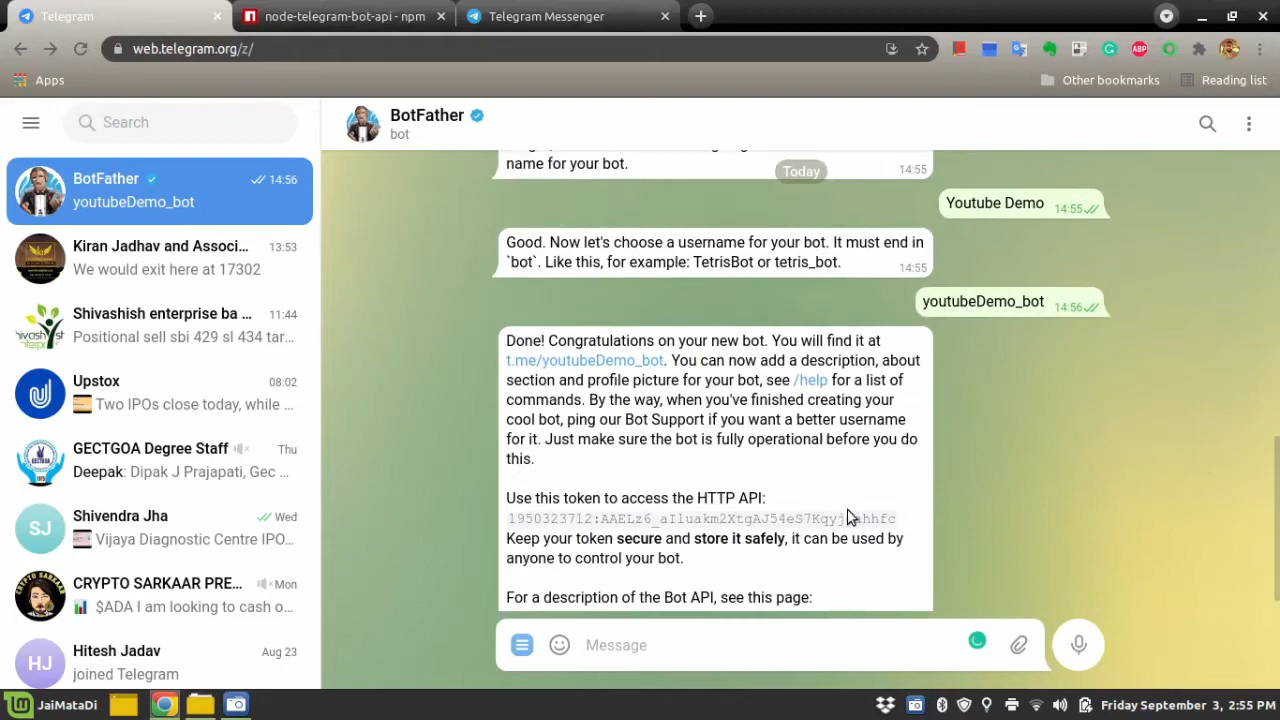 Telegram
node-telegram-bot-api - npm
Telegram Messenger
web.telegram.org/z/
Apps
Other bookmarks
Reading list
Search
BotFather
bot
BotFather
14:56
youtubeDemo_bot
Kiran Jadhav and Associ...
13:53
We would exit here at 17302
Shivashish enterprise ba ...
11:44
Positional sell sbi 429 sl 434 tar...
Upstox
08:02
Two IPOs close today, while ...
GECTGOA Degree Staff
Thu
Deepak: Dipak J Prajapati, Gec ...
SJ
Shivendra Jha
Wed
Vijaya Diagnostic Centre IPO...
CRYPTO SARKAAR PRE...
Mon
$ADA I am looking to cash o...
HJ
Hitesh Jadav
Aug 23
joined Telegram
name for your bot.
14:55
Today
Youtube Demo
14:55
Good. Now let's choose a username for your bot. It must end in
`bot`. Like this, for example: TetrisBot or tetris_bot.
14:55
youtubeDemo_bot
14:56
Done! Congratulations on your new bot. You will find it at
t.me/youtubeDemo_bot. You can now add a description, about
section and profile picture for your bot, see /help for a list of
commands. By the way, when you've finished creating your
cool bot, ping our Bot Support if you want a better username
for it. Just make sure the bot is fully operational before you do
this.
Use this token to access the HTTP API:
Keep your token secure and store it safely, it can be used by
anyone to control your bot.
For a description of the Bot API, see this page:
Message
JaiMataDi
Friday September 3, 2:55 PM